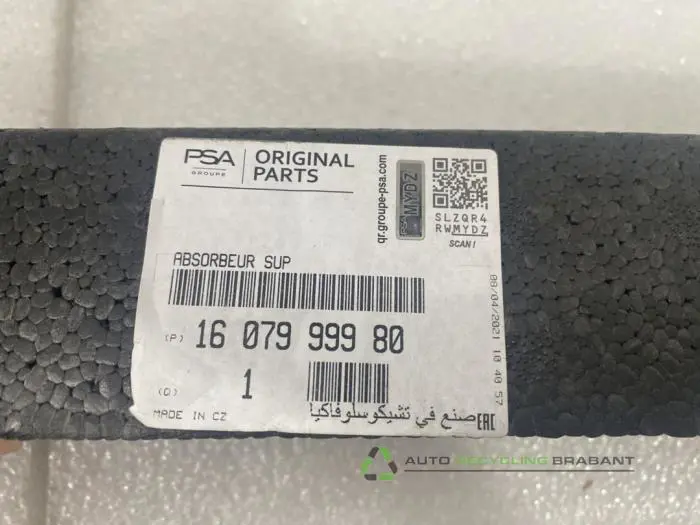 PSA
GROUPE
ORIGINAL
PARTS
qr.groupe-psa.com
PSA
MYDZ
SLZQR4
RWMYDZ
SCAN !
ABSORBEUR SUP
(P) 16 079 999 80
(Q) 1
MADE IN CZ
صنع في تشيكوسلوفاكيا
EAC
08/04/2021 10 40 57
AUTO RECYCLING BRABANT